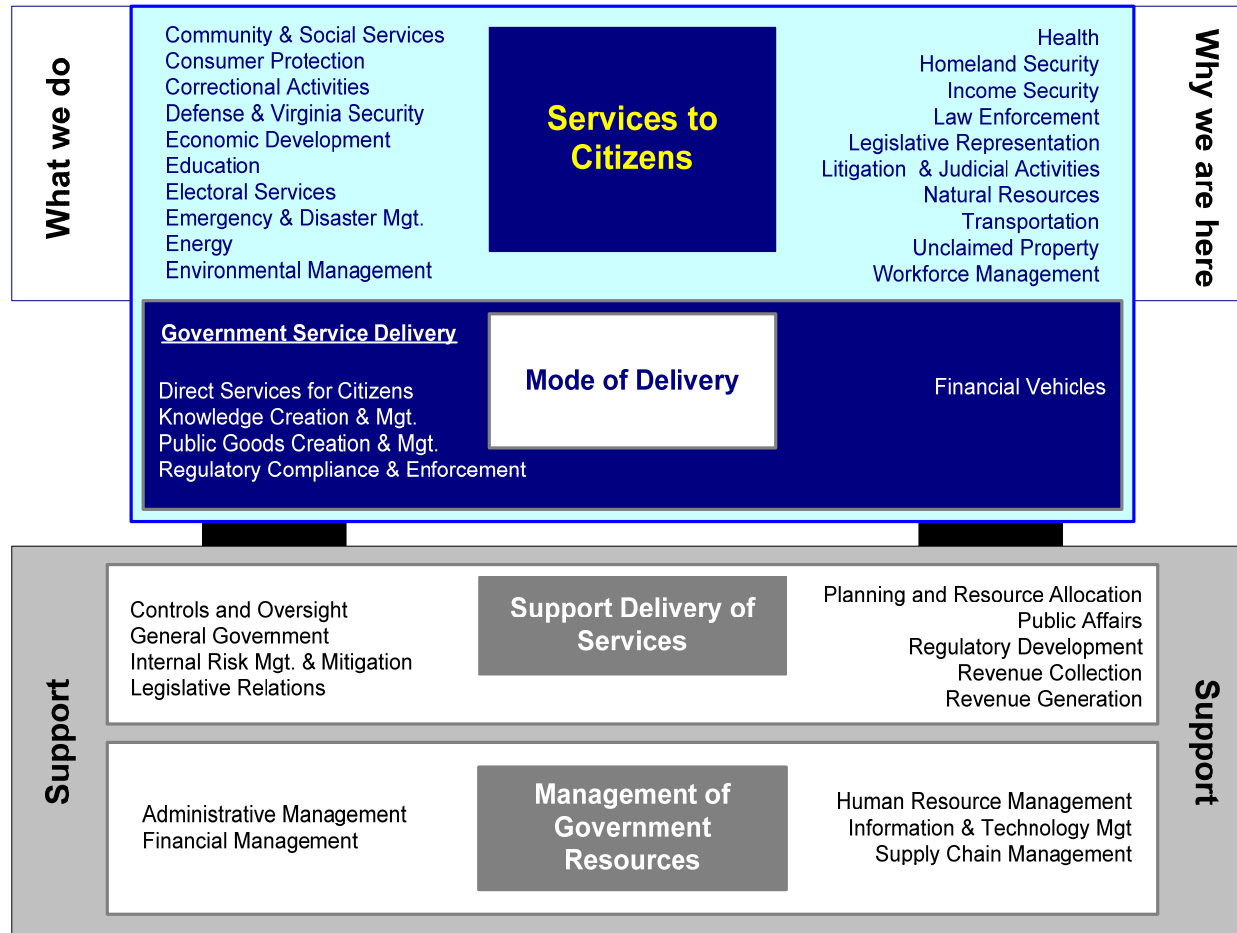 What we do
Community & Social Services
Consumer Protection
Correctional Activities
Defense & Virginia Security
Economic Development
Education
Electoral Services
Emergency & Disaster Mgt.
Energy
Environmental Management
Services to
Citizens
Health
Homeland Security
Income Security
Law Enforcement
Legislative Representation
Litigation & Judicial Activities
Natural Resources
Transportation
Unclaimed Property
Workforce Management
Why we are here
Government Service Delivery
Direct Services for Citizens
Knowledge Creation & Mgt.
Public Goods Creation & Mgt.
Regulatory Compliance & Enforcement
Mode of Delivery
Financial Vehicles
Support
Controls and Oversight
General Government
Internal Risk Mgt. & Mitigation
Legislative Relations
Support Delivery of
Services
Planning and Resource Allocation
Public Affairs
Regulatory Development
Revenue Collection
Revenue Generation
Administrative Management
Financial Management
Management of
Government
Resources
Human Resource Management
Information & Technology Mgt
Supply Chain Management
Support